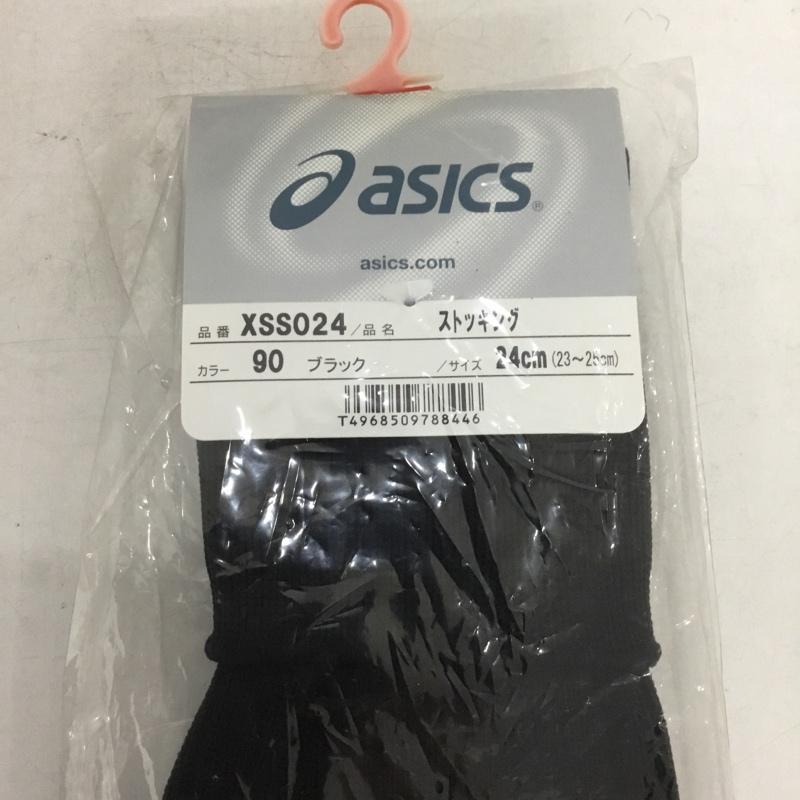 asics®
asics.com
品番 XSS024 /品名 ストッキング
カラー 90 ブラック /サイズ 24cm (23~25cm)
T4968509788446